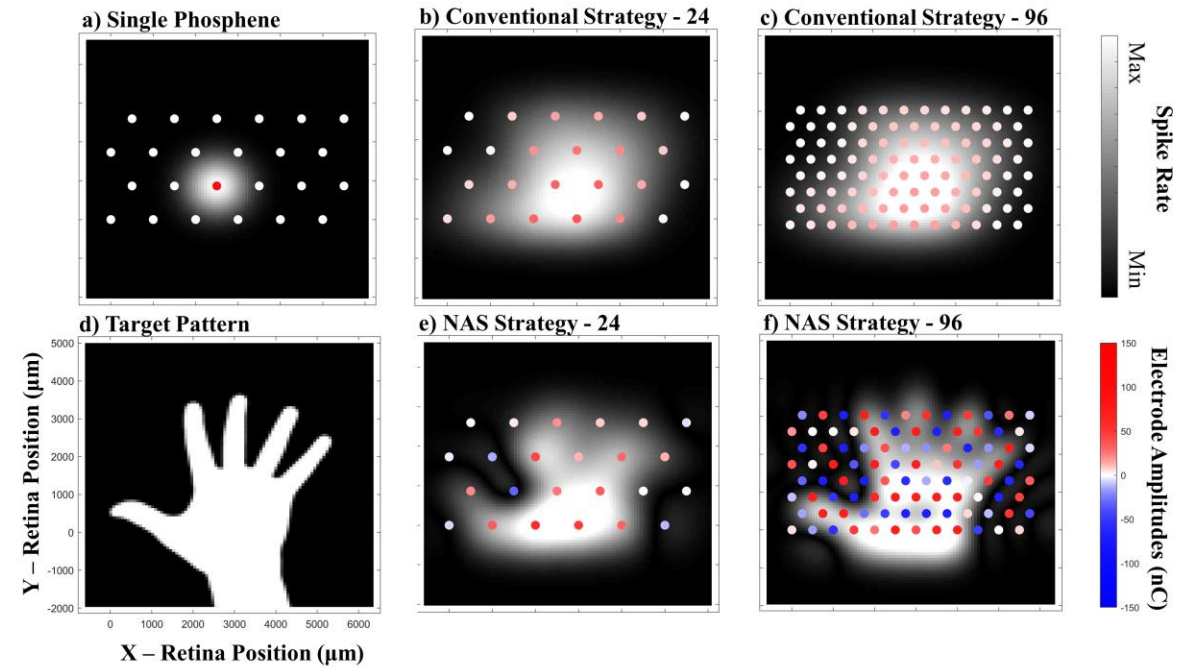 a) Single Phosphene
b) Conventional Strategy - 24
c) Conventional Strategy - 96
Max
Spike Rate
Min
d) Target Pattern
e) NAS Strategy - 24
f) NAS Strategy - 96
5000
4000
3000
2000
1000
0
-1000
-2000
Y – Retina Position (µm)
0 1000 2000 3000 4000 5000 6000
X – Retina Position (µm)
150
100
50
0
-50
-100
-150
Electrode Amplitudes (nC)